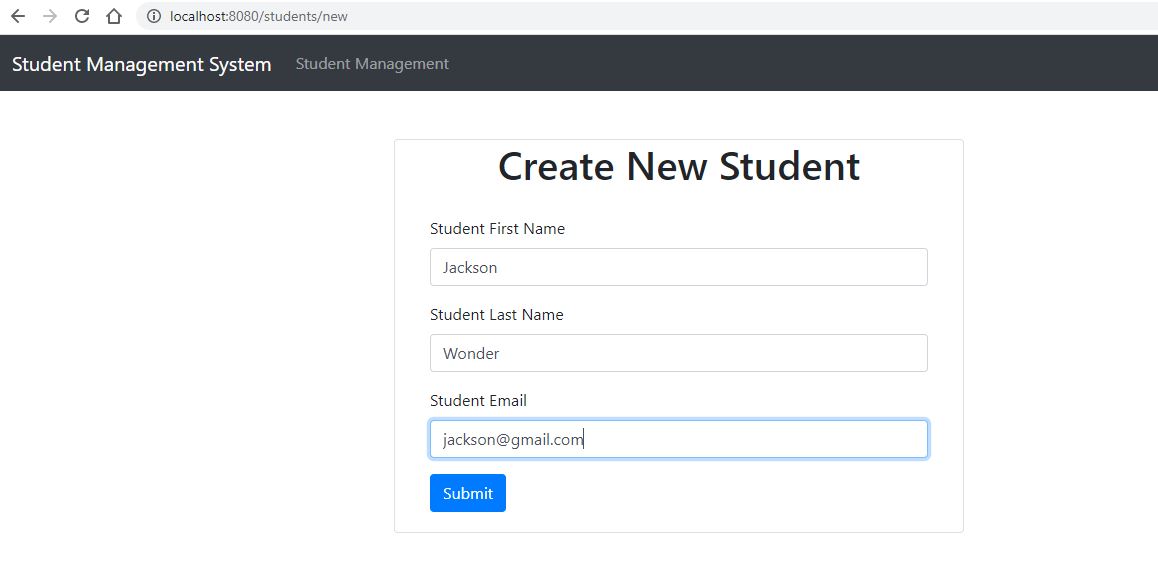 localhost:8080/students/new
Student Management System Student Management
Create New Student
Student First Name
Jackson
Student Last Name
Wonder
Student Email
jackson@gmail.com
Submit